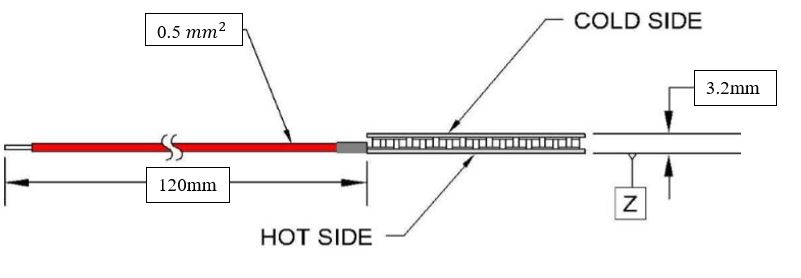 COLD SIDE
0.5 mm²
3.2mm
120mm
Z
HOT SIDE